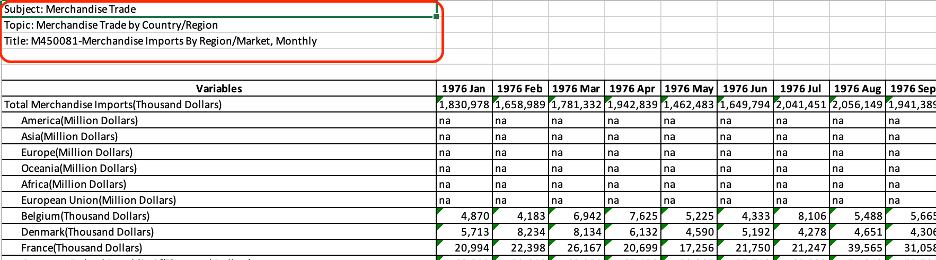 Subject: Merchandise Trade
Topic: Merchandise Trade by Country/Region
Title: M450081-Merchandise Imports By Region/Market, Monthly
Variables 1976 Jan 1976 Feb 1976 Mar 1976 Apr 1976 May 1976 Jun 1976 Jul 1976 Aug 1976 Sep
Total Merchandise Imports(Thousand Dollars) 1,830,978 1,658,989 1,781,332 1,942,839 1,462,483 1,649,794 2,041,451 2,056,149 1,941,389
America(Million Dollars) na na na na na na na na na
Asia(Million Dollars) na na na na na na na na na
Europe(Million Dollars) na na na na na na na na na
Oceania(Million Dollars) na na na na na na na na na
Africa(Million Dollars) na na na na na na na na na
European Union(Million Dollars) na na na na na na na na na
Belgium(Thousand Dollars) 4,870 4,183 6,942 7,625 5,225 4,333 8,106 5,488 5,665
Denmark(Thousand Dollars) 5,713 8,234 8,134 6,132 4,590 5,192 4,278 4,651 4,306
France(Thousand Dollars) 20,994 22,398 26,167 20,699 17,256 21,750 21,247 39,565 31,058